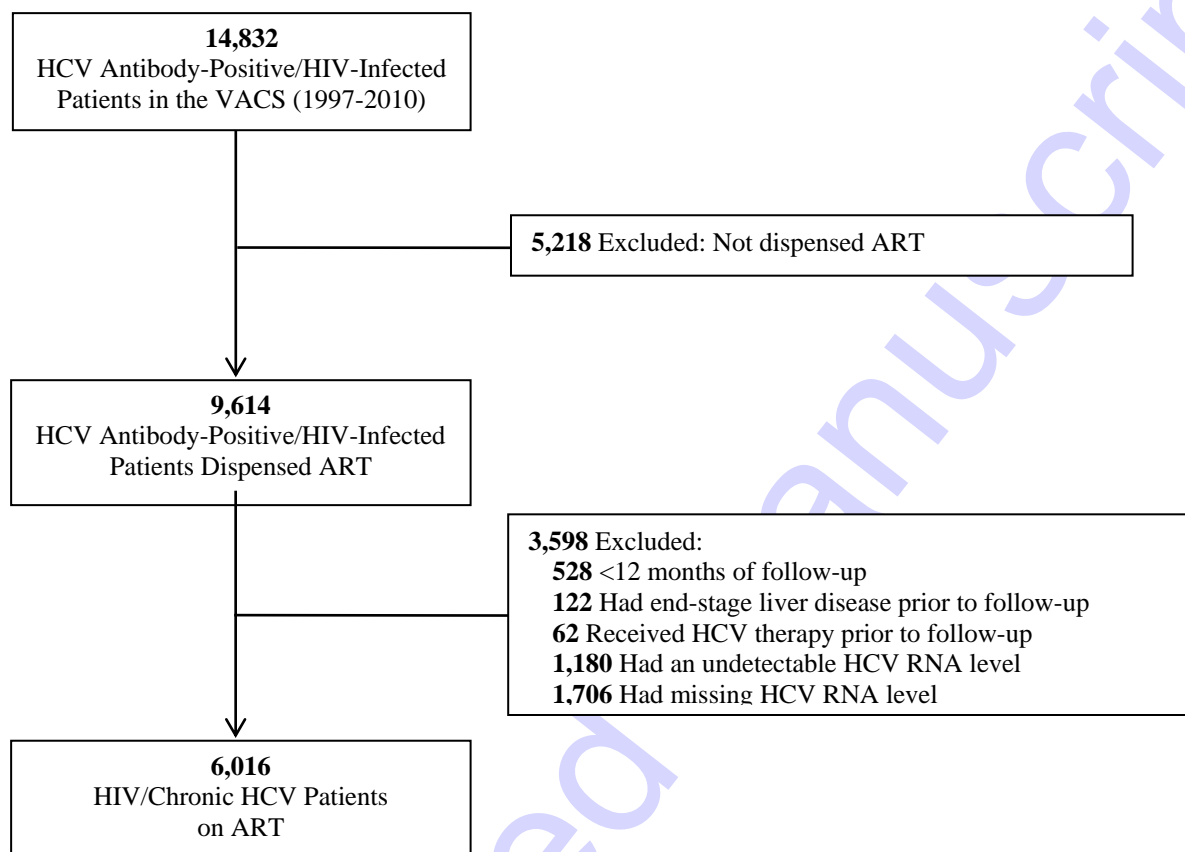 14,832
HCV Antibody-Positive/HIV-Infected
Patients in the VACS (1997-2010)
5,218 Excluded: Not dispensed ART
9,614
HCV Antibody-Positive/HIV-Infected
Patients Dispensed ART
3,598 Excluded:
528 <12 months of follow-up
122 Had end-stage liver disease prior to follow-up
62 Received HCV therapy prior to follow-up
1,180 Had an undetectable HCV RNA level
1,706 Had missing HCV RNA level
6,016
HIV/Chronic HCV Patients
on ART